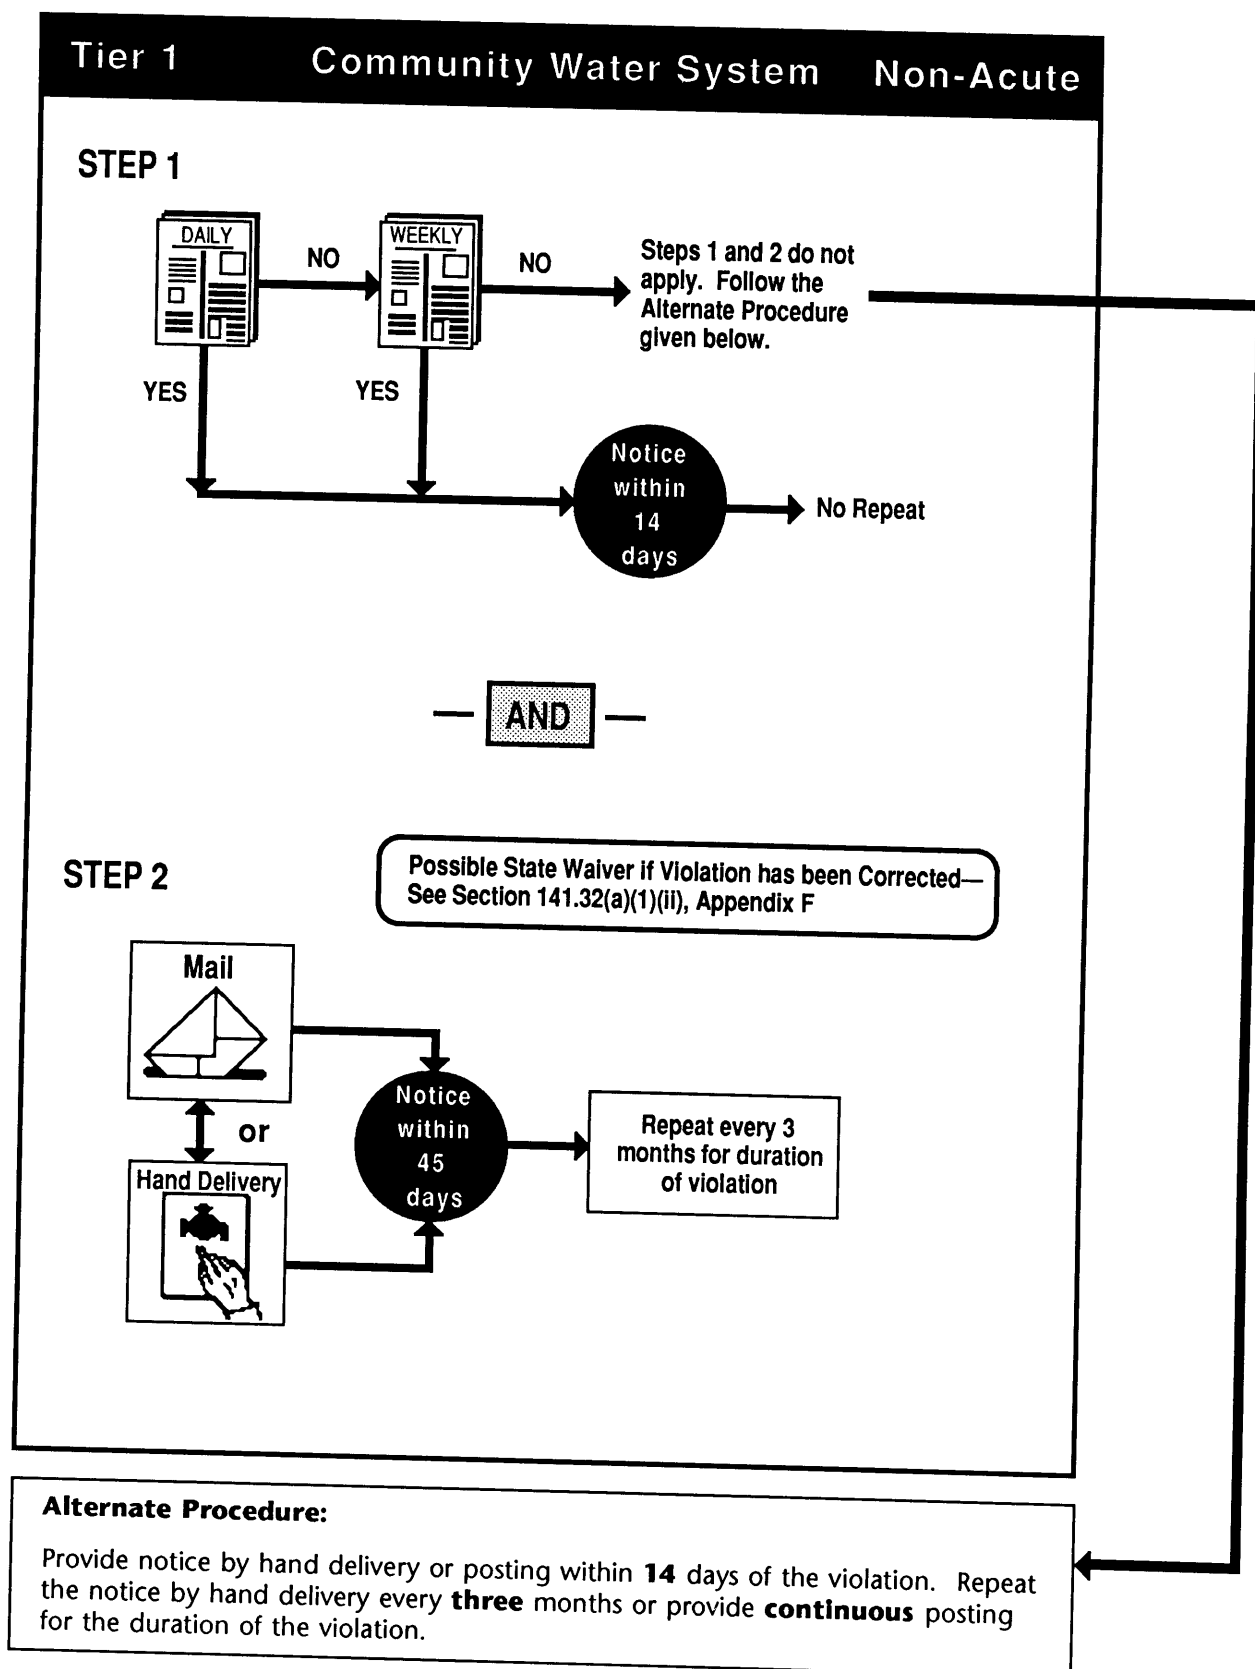 Tier 1 Community Water System Non-Acute
STEP 1
DAILY
NO
WEEKLY
NO
Steps 1 and 2 do not
apply. Follow the
Alternate Procedure
given below.
YES
YES
Notice
within
14
days
No Repeat
— AND —
STEP 2
Possible State Waiver if Violation has been Corrected—
See Section 141.32(a)(1)(ii), Appendix F
Mail
or
Hand Delivery
Notice
within
45
days
Repeat every 3
months for duration
of violation
Alternate Procedure:
Provide notice by hand delivery or posting within 14 days of the violation. Repeat
the notice by hand delivery every three months or provide continuous posting
for the duration of the violation.